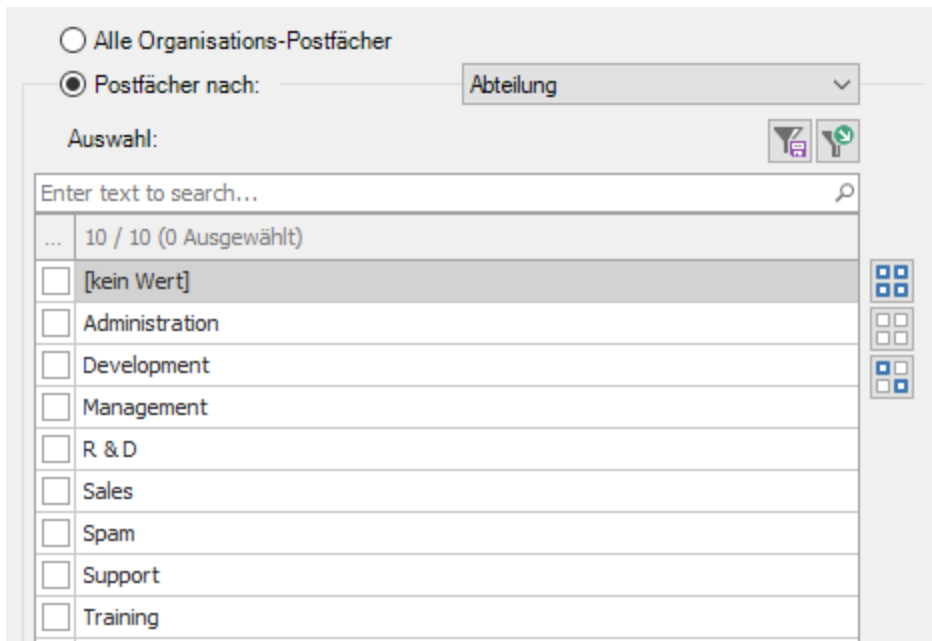 Alle Organisations-Postfächer
Postfächer nach: Abteilung
Auswahl:
Enter text to search...
... 10 / 10 (0 Ausgewählt)
[kein Wert]
Administration
Development
Management
R & D
Sales
Spam
Support
Training